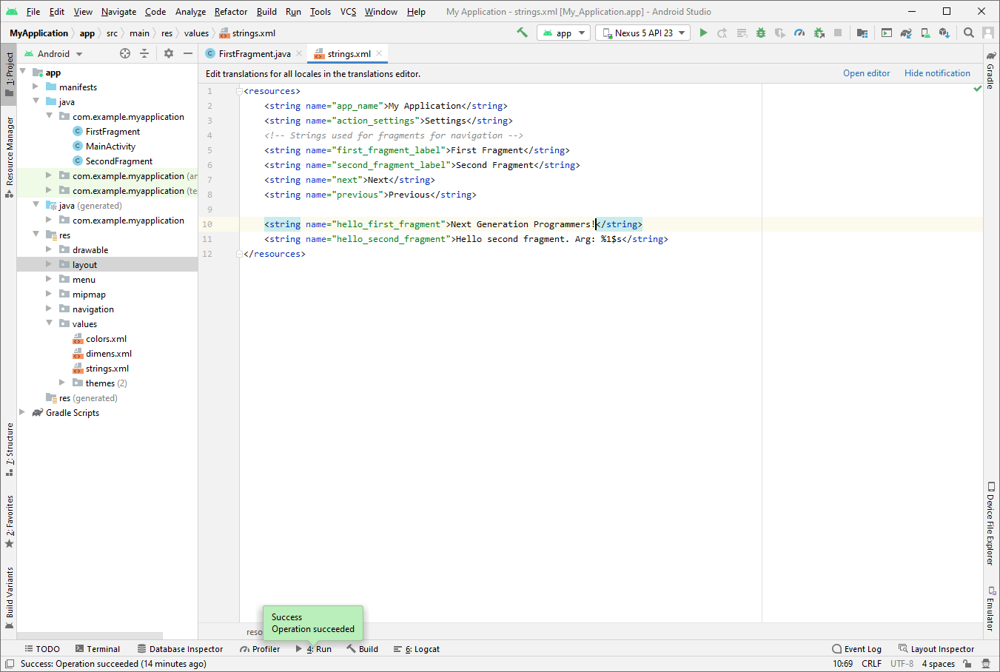 File Edit View Navigate Code Analyze Refactor Build Run Tools VCS Window Help My Application - strings.xml [My_Application.app] - Android Studio
MyApplication app src main res values strings.xml app Nexus 5 API 23
1: Project
Resource Manager
7: Structure
2: Favorites
Build Variants
Android
app
manifests
java
com.example.myapplication
FirstFragment
MainActivity
SecondFragment
com.example.myapplication (ar
com.example.myapplication (te
java (generated)
com.example.myapplication
res
drawable
layout
menu
mipmap
navigation
values
colors.xml
dimens.xml
strings.xml
themes (2)
res (generated)
Gradle Scripts
FirstFragment.java strings.xml
Edit translations for all locales in the translations editor. Open editor Hide notification
1 <resources>
2 <string name="app_name">My Application</string>
3 <string name="action_settings">Settings</string>
4 <!-- Strings used for fragments for navigation -->
5 <string name="first_fragment_label">First Fragment</string>
6 <string name="second_fragment_label">Second Fragment</string>
7 <string name="next">Next</string>
8 <string name="previous">Previous</string>
9
10 <string name="hello_first_fragment">Next Generation Programmers!</string>
11 <string name="hello_second_fragment">Hello second fragment. Arg: %1$s</string>
12 </resources>
reso
Success
Operation succeeded
Gradle
Device File Explorer
Emulator
TODO Terminal Database Inspector Profiler 4: Run Build 6: Logcat Event Log Layout Inspector
Success: Operation succeeded (14 minutes ago) 10:69 CRLF UTF-8 4 spaces